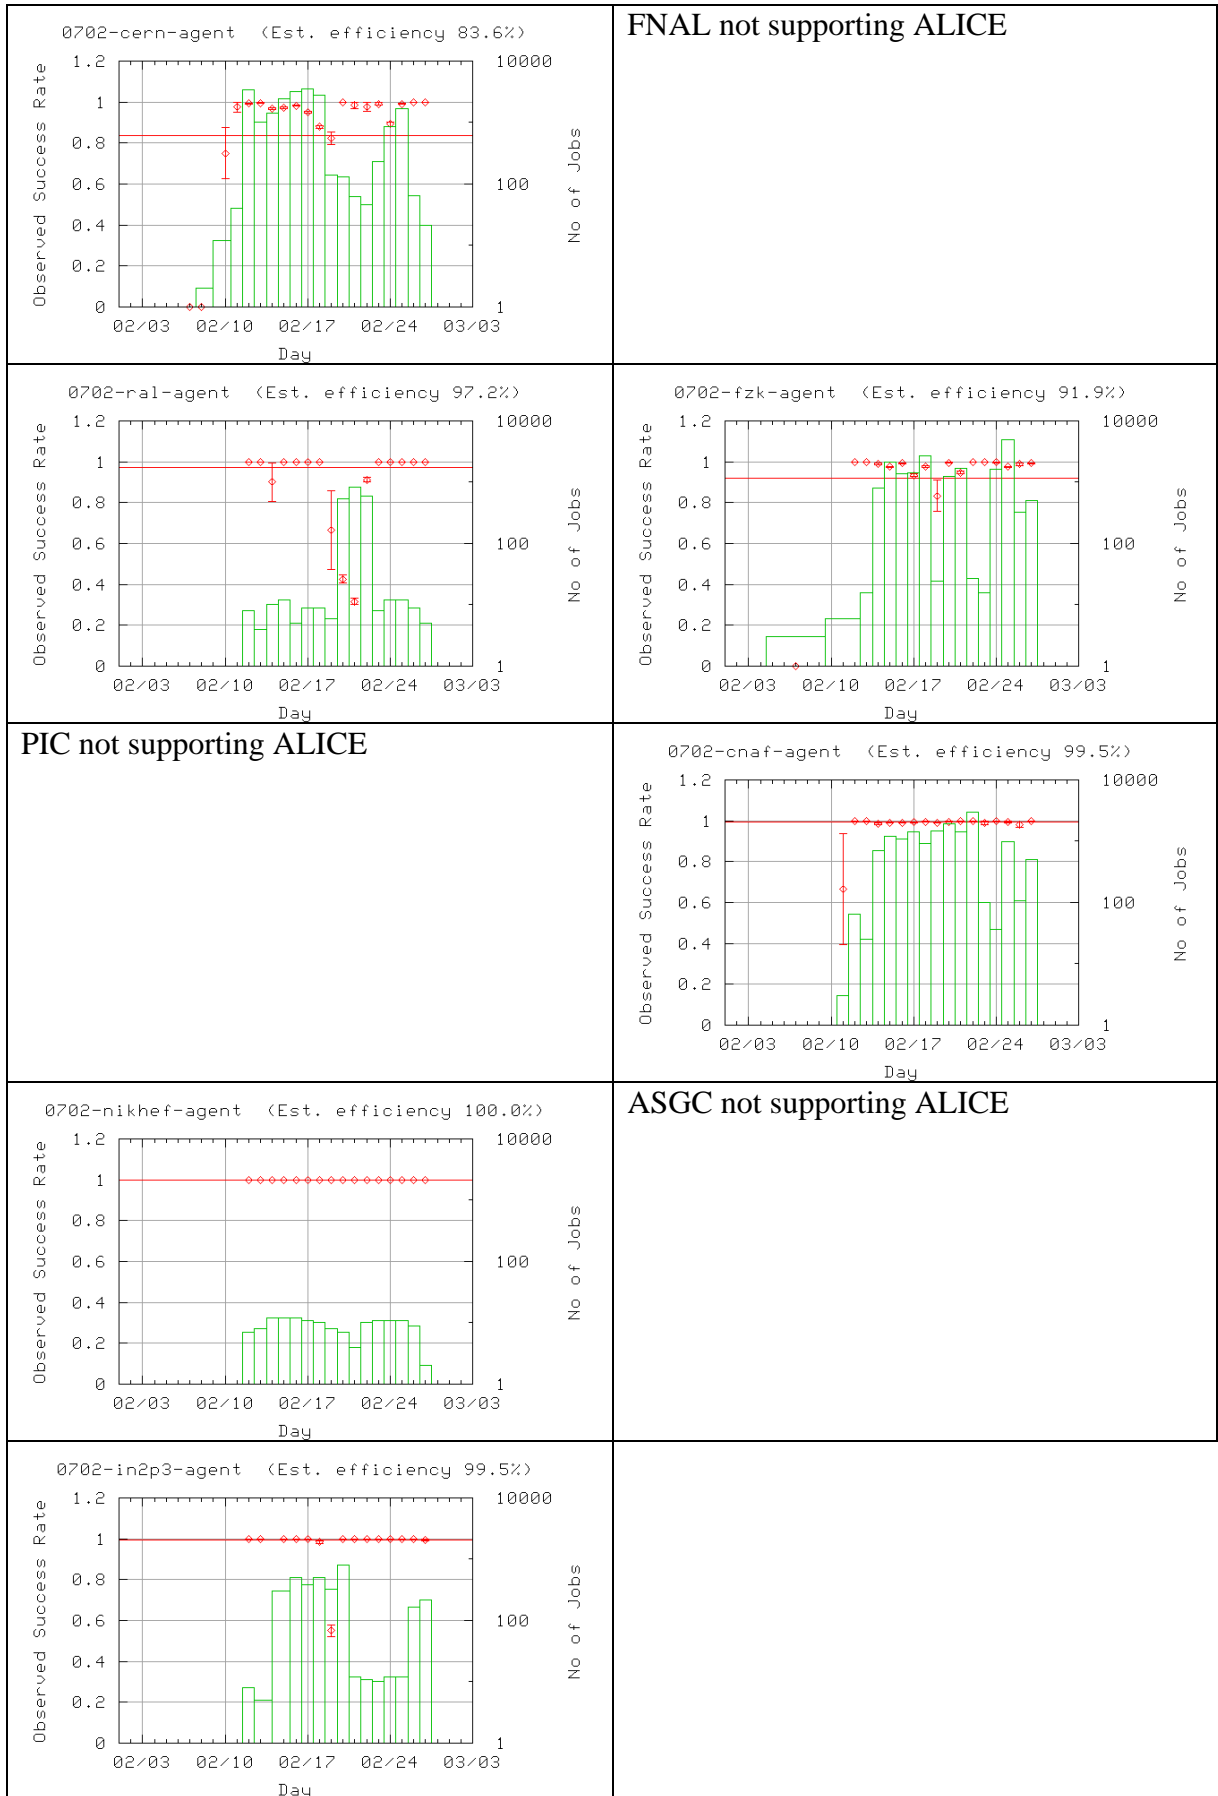 0702-cern-agent (Est. efficiency 83.6%)
1.2
1
0.8
0.6
0.4
0.2
0
Observed Success Rate
10000
100
1
No of Jobs
02/03 02/10 02/17 02/24 03/03
Day
FNAL not supporting ALICE
0702-ral-agent (Est. efficiency 97.2%)
1.2
1
0.8
0.6
0.4
0.2
0
Observed Success Rate
10000
100
1
No of Jobs
02/03 02/10 02/17 02/24 03/03
Day
0702-fzk-agent (Est. efficiency 91.9%)
1.2
1
0.8
0.6
0.4
0.2
0
Observed Success Rate
10000
100
1
No of Jobs
02/03 02/10 02/17 02/24 03/03
Day
PIC not supporting ALICE
0702-cnaf-agent (Est. efficiency 99.5%)
1.2
1
0.8
0.6
0.4
0.2
0
Observed Success Rate
10000
100
1
No of Jobs
02/03 02/10 02/17 02/24 03/03
Day
0702-nikhef-agent (Est. efficiency 100.0%)
1.2
1
0.8
0.6
0.4
0.2
0
Observed Success Rate
10000
100
1
No of Jobs
02/03 02/10 02/17 02/24 03/03
Day
ASGC not supporting ALICE
0702-in2p3-agent (Est. efficiency 99.5%)
1.2
1
0.8
0.6
0.4
0.2
0
Observed Success Rate
10000
100
1
No of Jobs
02/03 02/10 02/17 02/24 03/03
Day